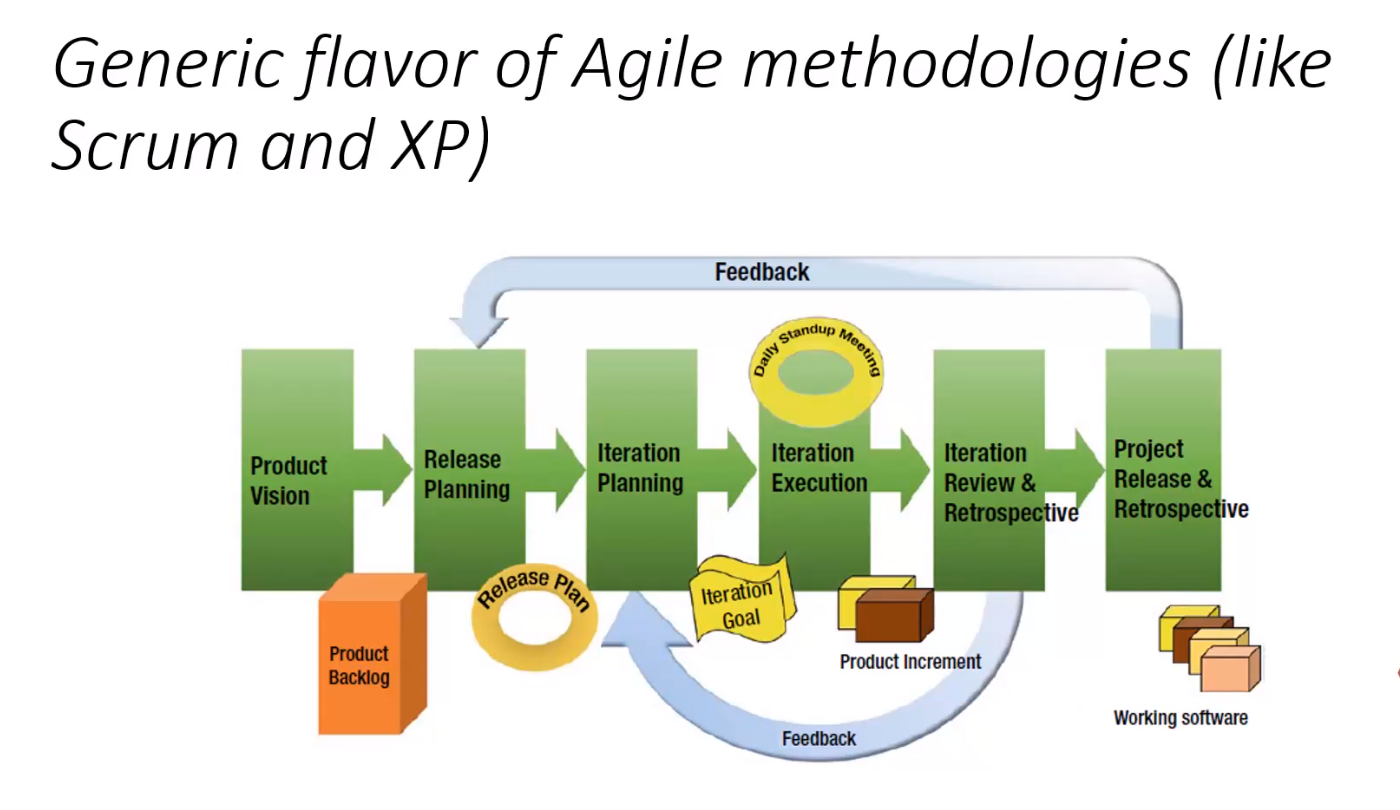 Generic flavor of Agile methodologies (like
Scrum and XP)
Feedback
Daily Standup Meeting
Product
Vision
Release
Planning
Iteration
Planning
Iteration
Execution
Iteration
Review &
Retrospective
Project
Release &
Retrospective
Product
Backlog
Release Plan
Iteration
Goal
Product Increment
Working software
Feedback